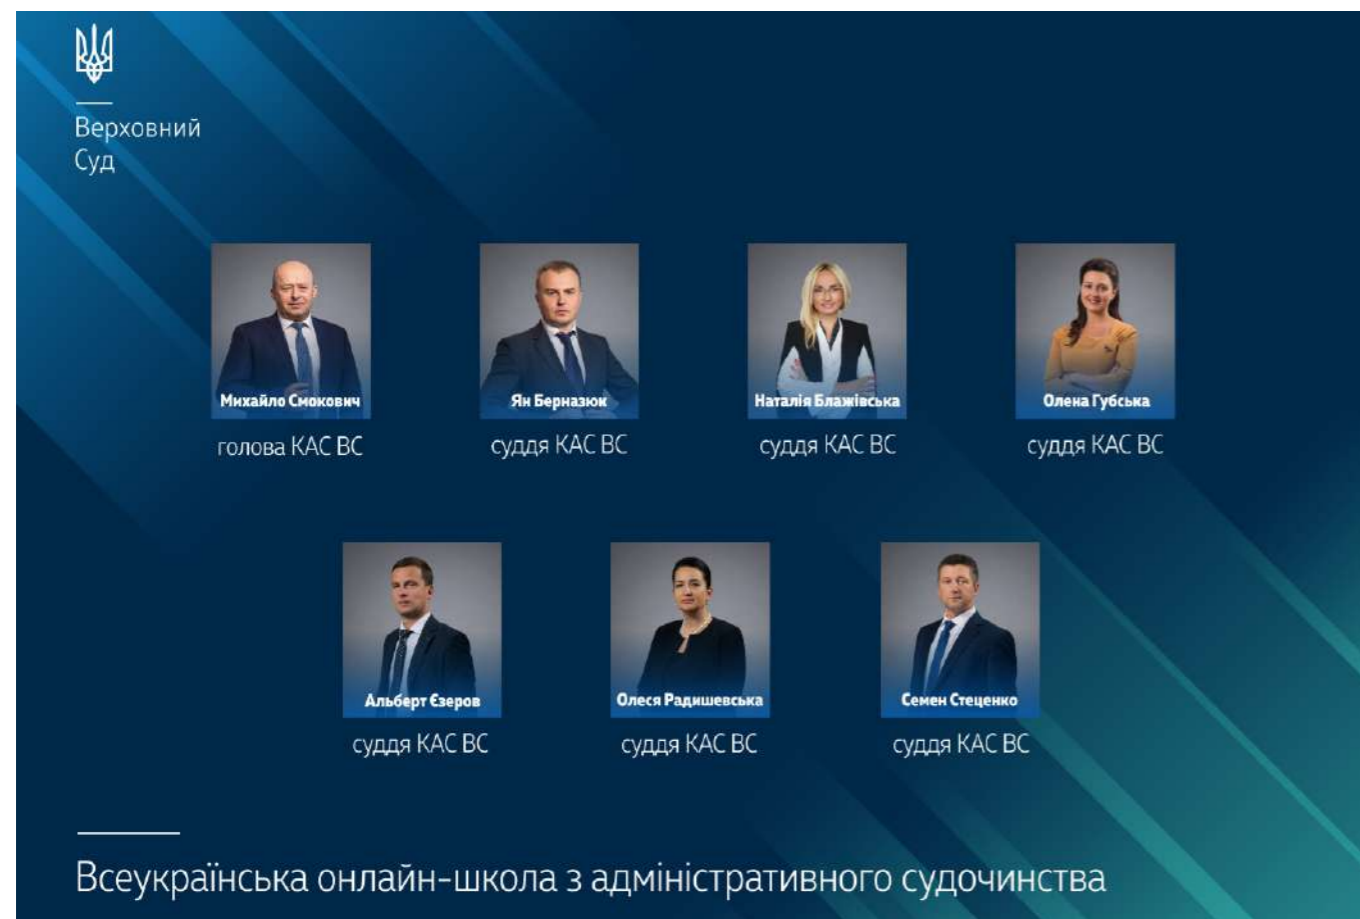 Верховний
Суд
Михайло Смокович
Ян Берназюк
Наталія Блажівська
Олена Губська
голова КАС ВС
суддя КАС ВС
суддя КАС ВС
суддя КАС ВС
Альберт Єзеров
Олеся Радишевська
Семен Стеценко
суддя КАС ВС
суддя КАС ВС
суддя КАС ВС
Всеукраїнська онлайн-школа з адміністративного судочинства